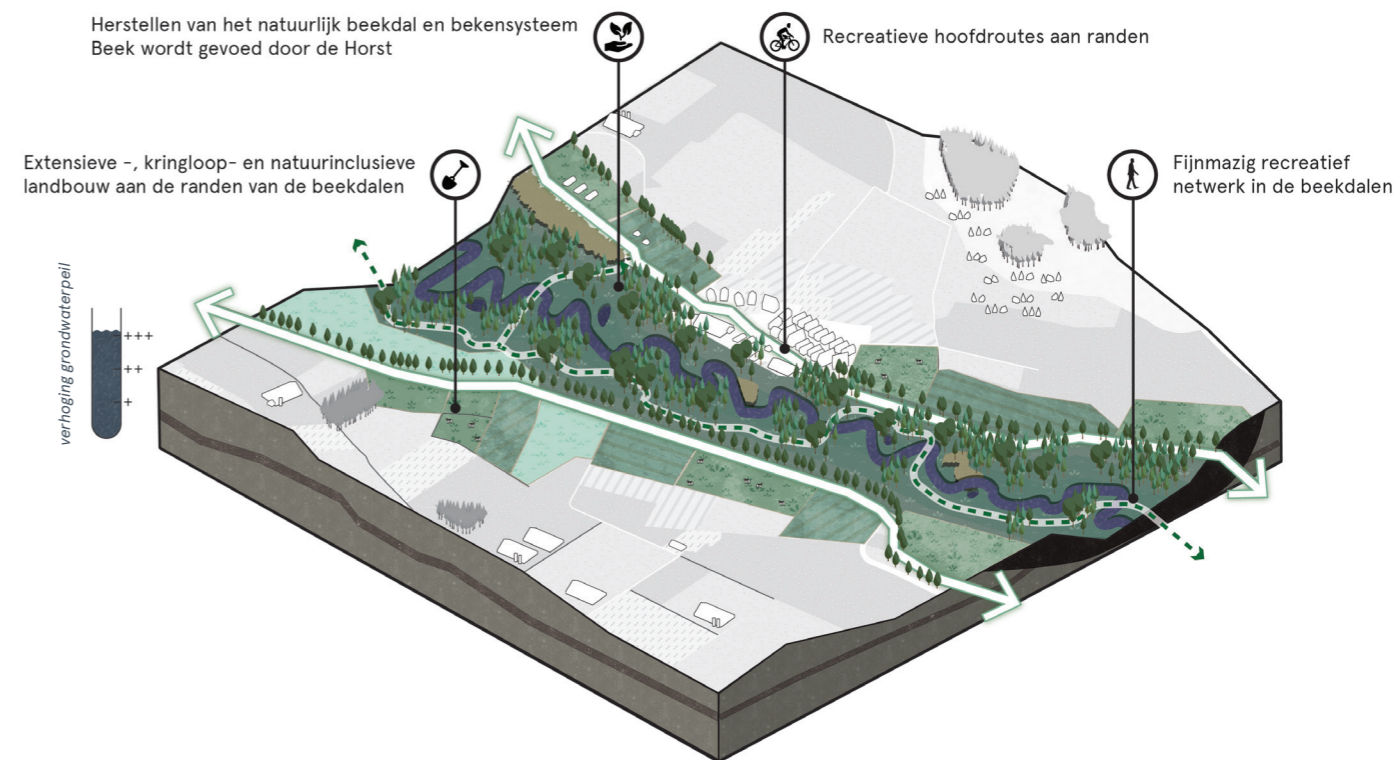 Herstellen van het natuurlijk beekdal en bekensysteem
Beek wordt gevoed door de Horst
Recreatieve hoofdroutes aan randen
Extensieve -, kringloop- en natuurinclusieve
landbouw aan de randen van de beekdalen
Fijnmazig recreatief
netwerk in de beekdalen
verhoging grondwaterpeil
+++
++
+